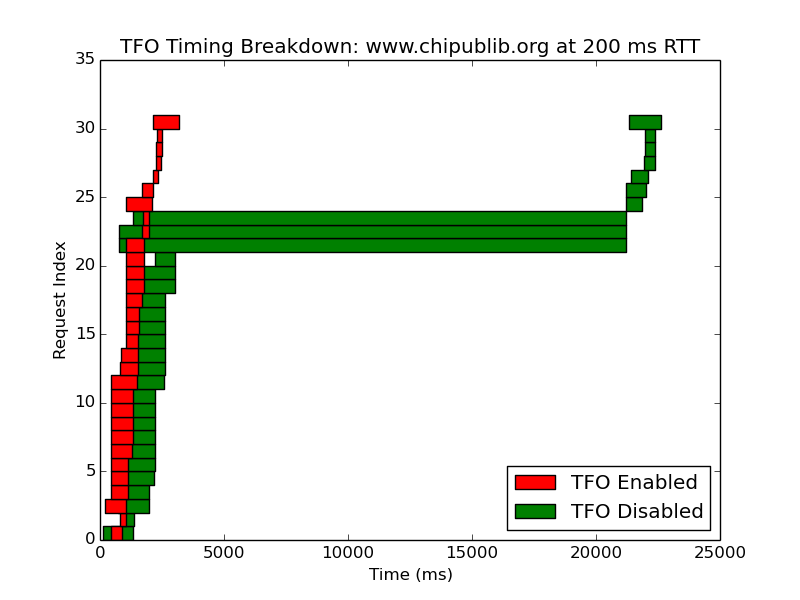 TFO Timing Breakdown: www.chipublib.org at 200 ms RTT
35
30
25
20
15
10
5
0
Request Index
0 5000 10000 15000 20000 25000
Time (ms)
TFO Enabled
TFO Disabled